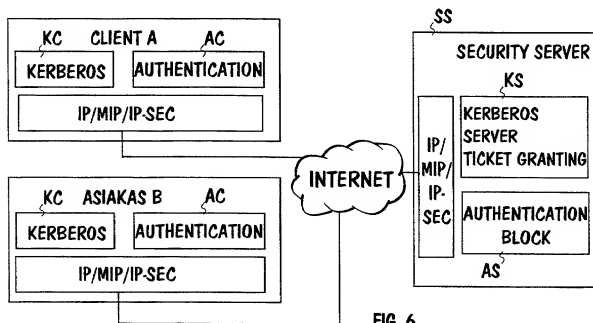 KC CLIENT A AC
KERBEROS AUTHENTICATION
IP/MIP/IP-SEC
KC ASIAKAS B AC
KERBEROS AUTHENTICATION
IP/MIP/IP-SEC
INTERNET
SS
SECURITY SERVER
KS
IP/
MIP/
IP-
SEC
KERBEROS
SERVER
TICKET GRANTING
AUTHENTICATION
BLOCK
AS
FIG. 6